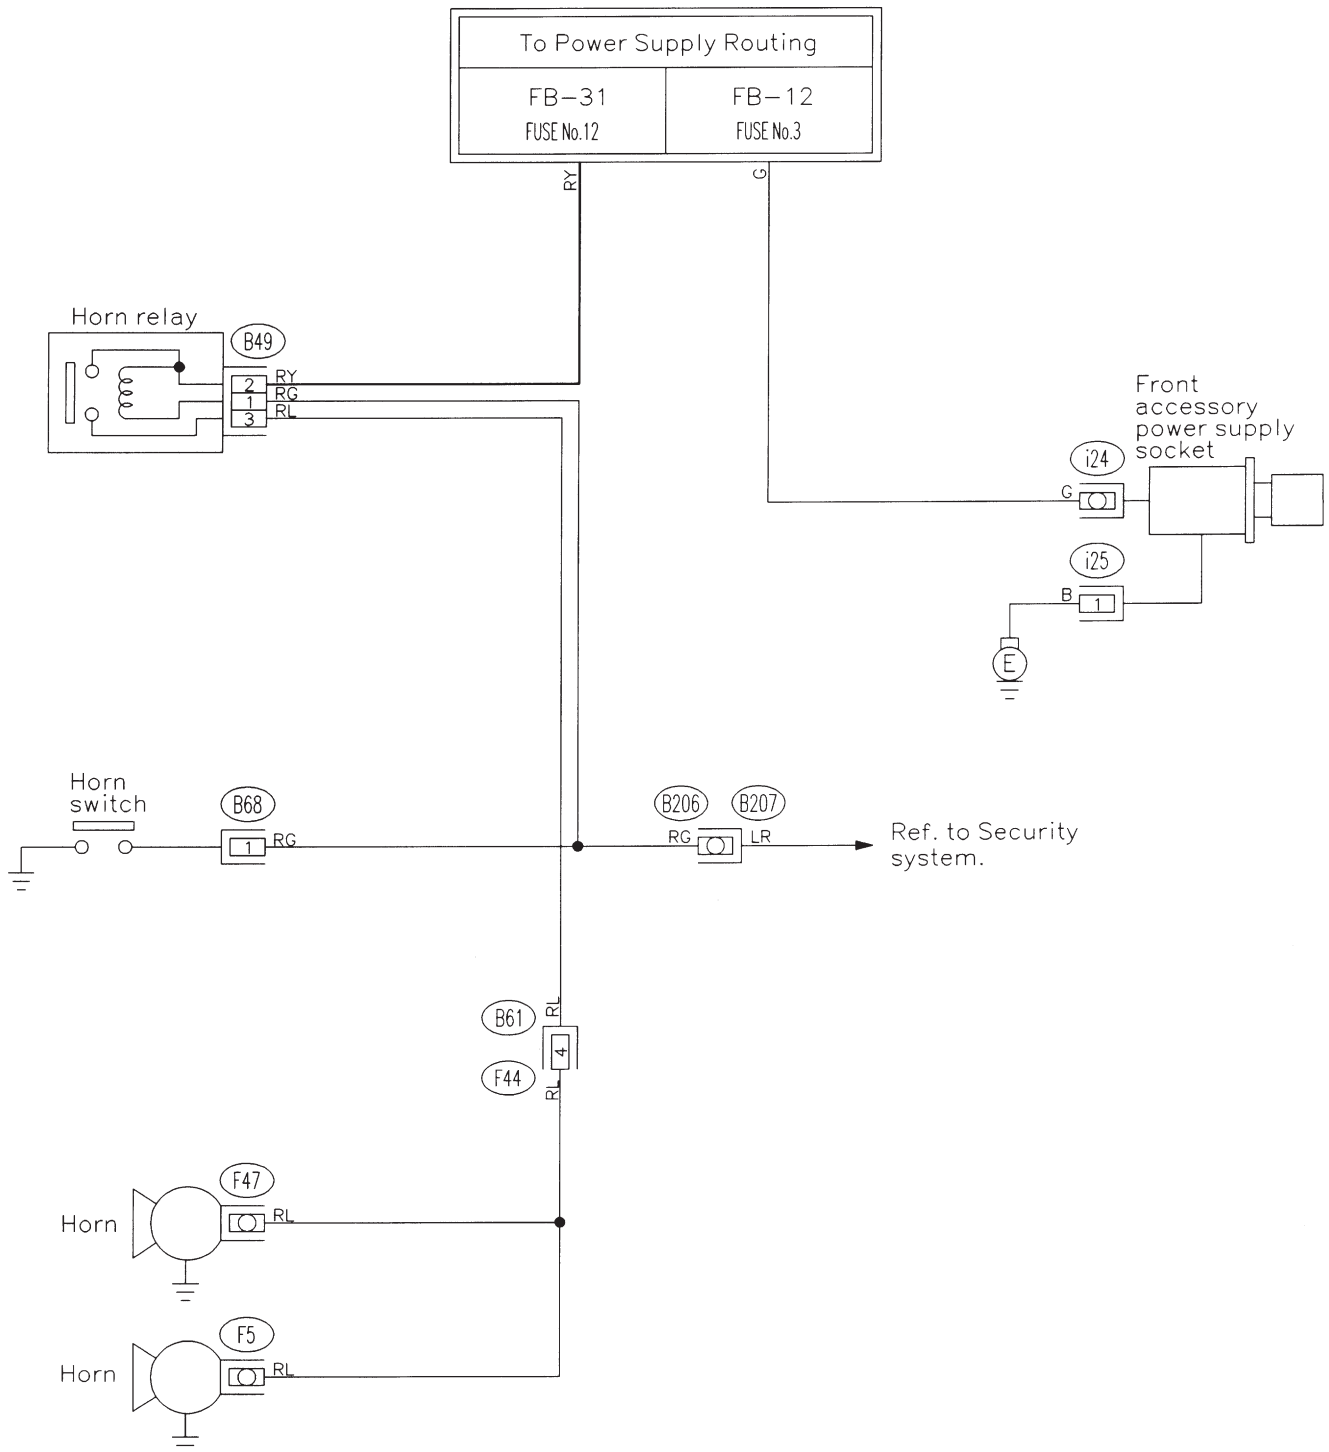 To Power Supply Routing
FB-31
FB-12
FUSE No.12
FUSE No.3
RY
G
Horn relay
B49
2
RY
1
RG
3
RL
Front
accessory
power supply
socket
i24
G
i25
B
1
E
Horn
switch
B68
1
RG
B206
B207
RG
LR
Ref. to Security
system.
RL
B61
4
F44
RL
F47
Horn
RL
F5
Horn
RL